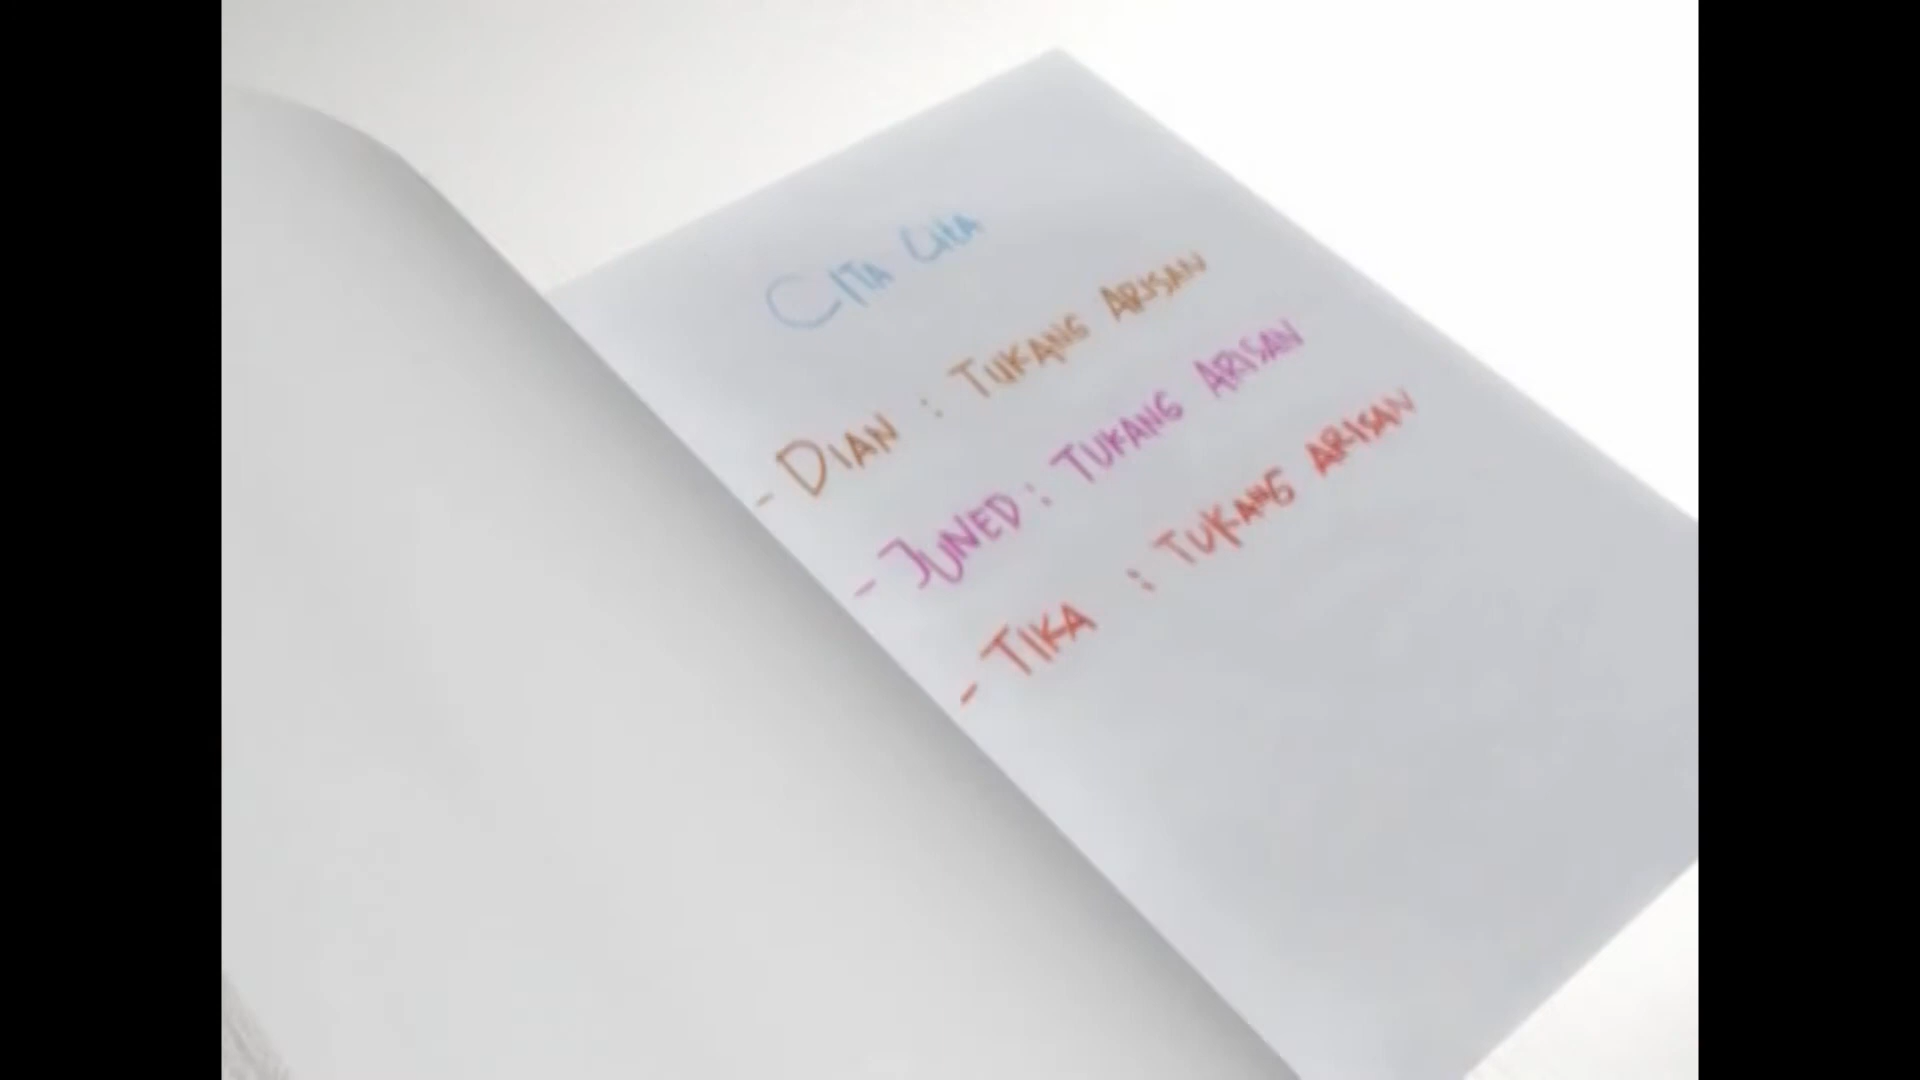 CITA CITA
- DIAN : TUKANG ARISAN
- JUNED : TUKANG ARISAN
- TIKA : TUKANG ARISAN